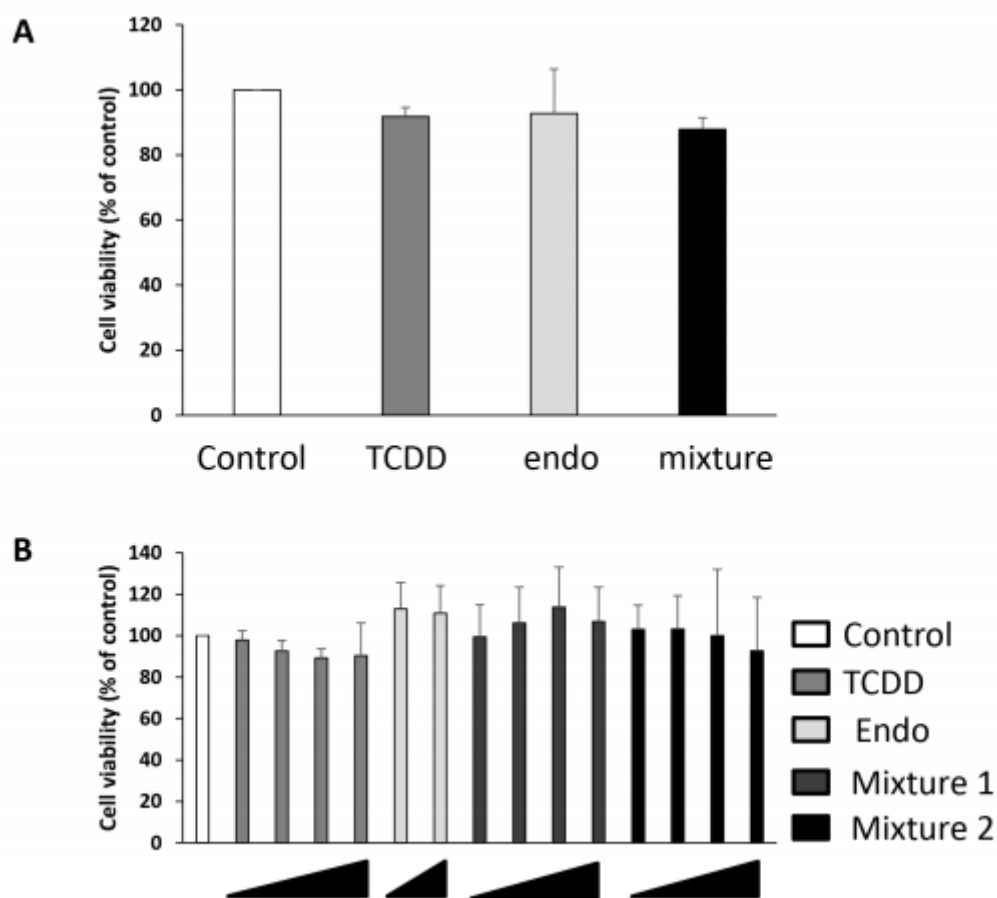 A
Cell viability (% of control)
120
100
80
60
40
20
0
Control TCDD endo mixture
B
Cell viability (% of control)
140
120
100
80
60
40
20
0
Control
TCDD
Endo
Mixture 1
Mixture 2